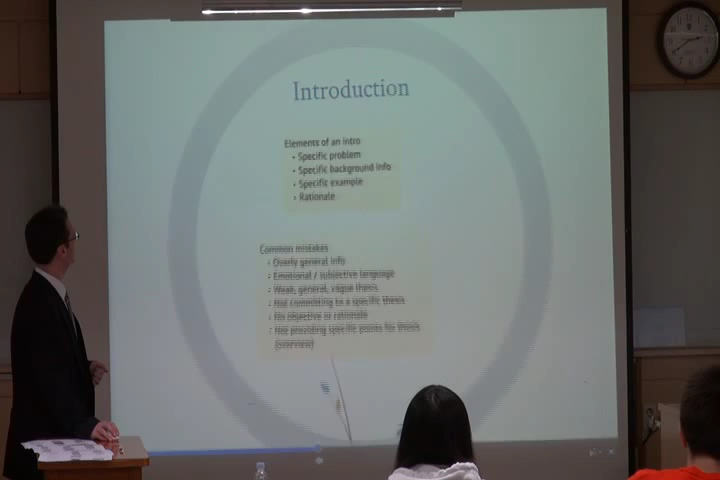 Introduction
Elements of an intro
• Specific problem
• Specific background info
• Specific example
• Rationale
Common mistakes
• Overly general info
• Emotional / subjective language
• Weak, general, vague thesis
• Not committing to a specific thesis
• No objective or rationale
• Not providing specific points for thesis
(overview)